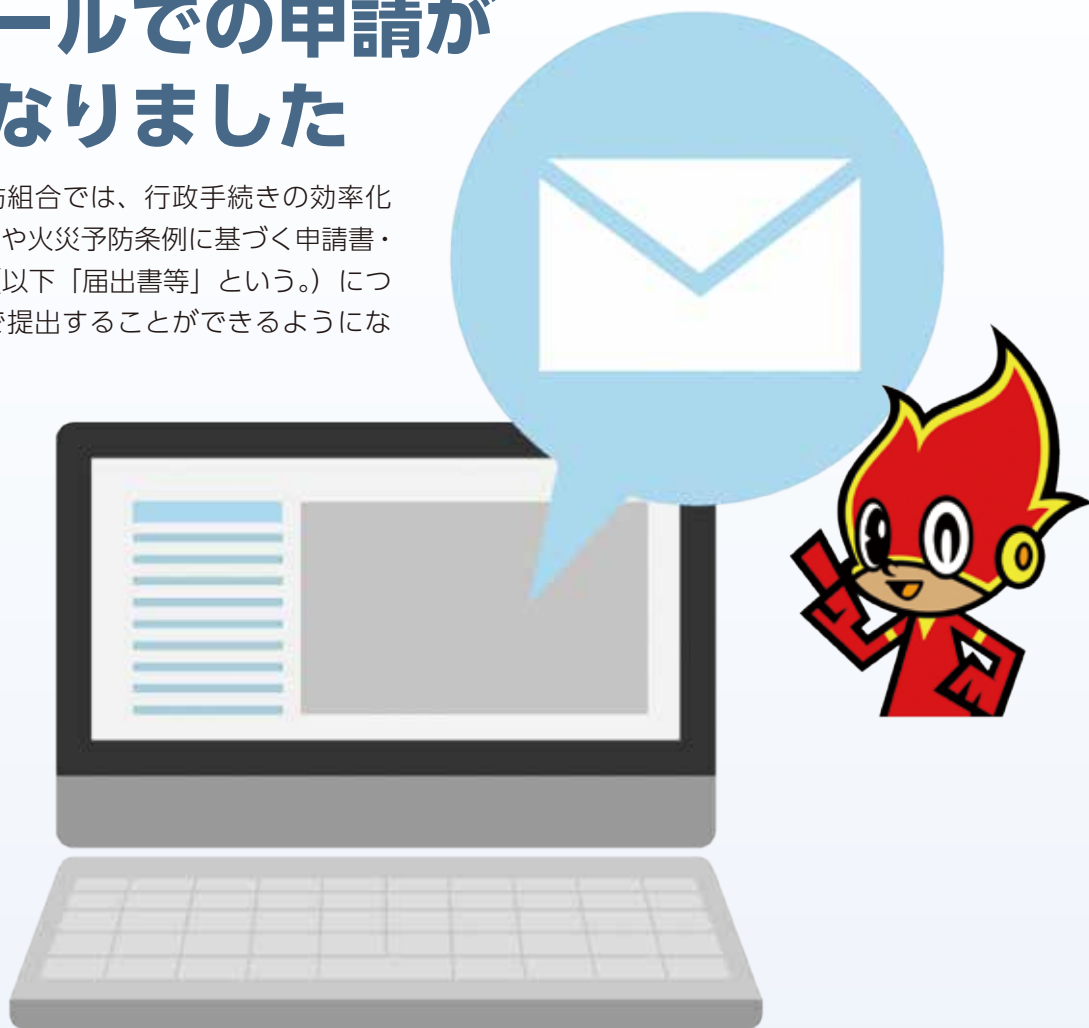 ールでの申請が
なりました
防組合では、行政手続きの効率化
や火災予防条例に基づく申請書・
以下「届出書等」という。）につ
提出することができるようにな